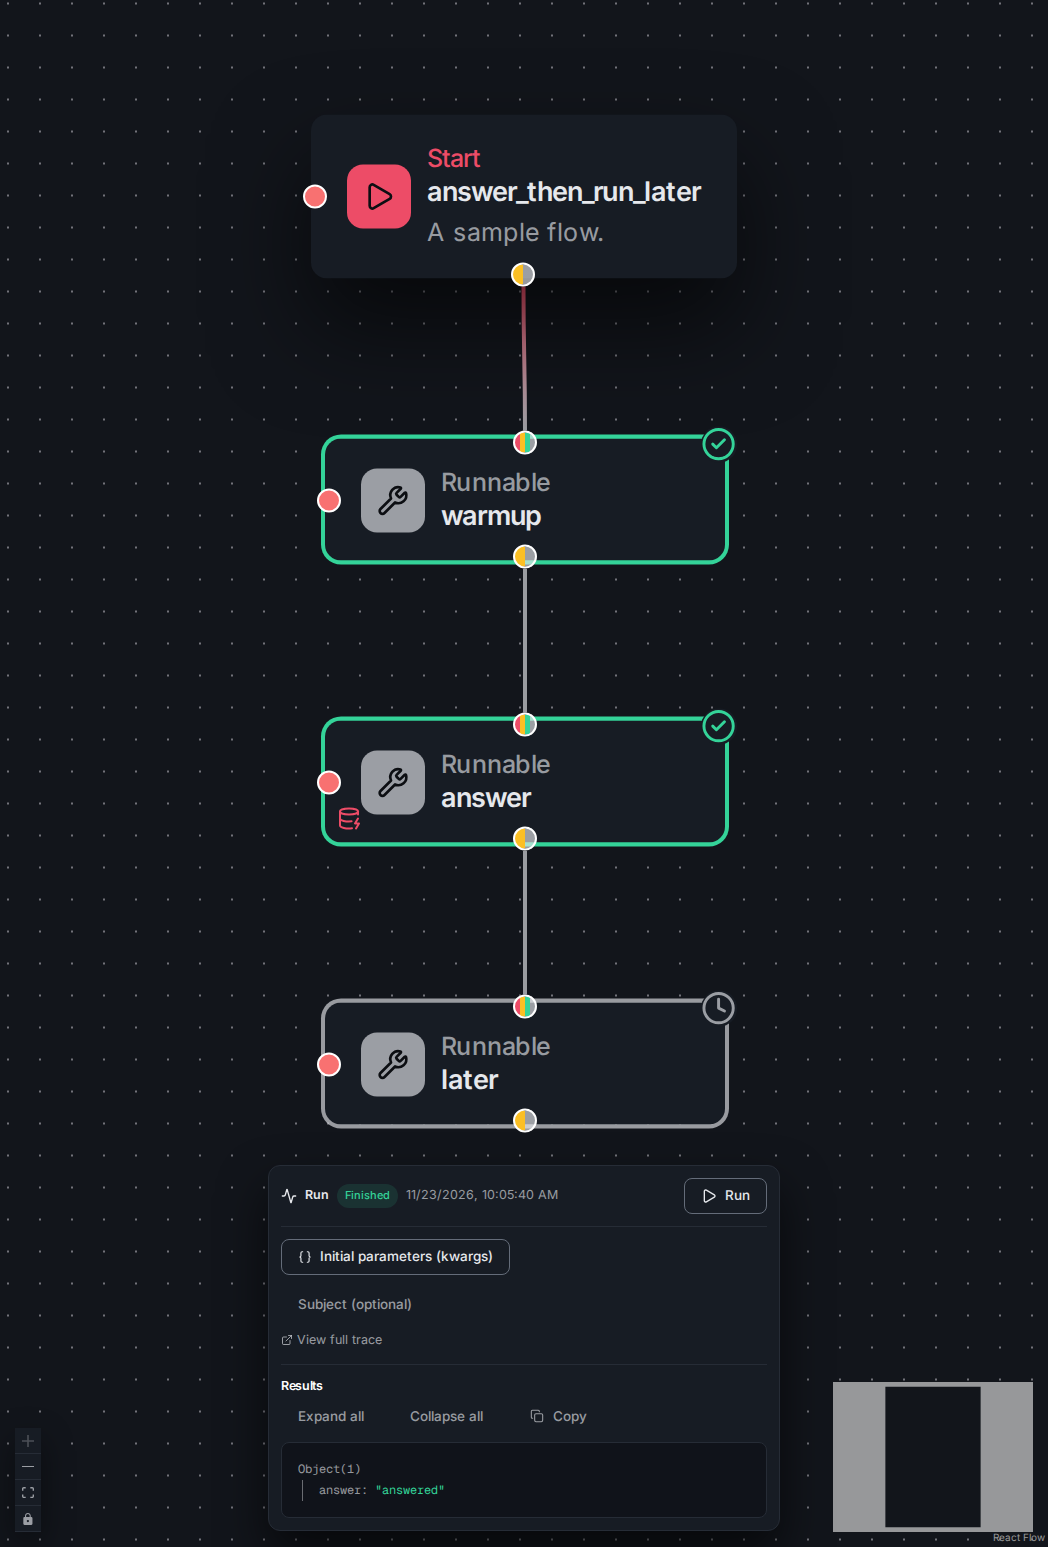 Start
answer_then_run_later
A sample flow.
Runnable
warmup
Runnable
answer
Runnable
later
Run Finished 11/23/2026, 10:05:40 AM Run
{} Initial parameters (kwargs)
Subject (optional)
View full trace
Results
Expand all Collapse all Copy
Object(1)
answer: "answered"
React Flow